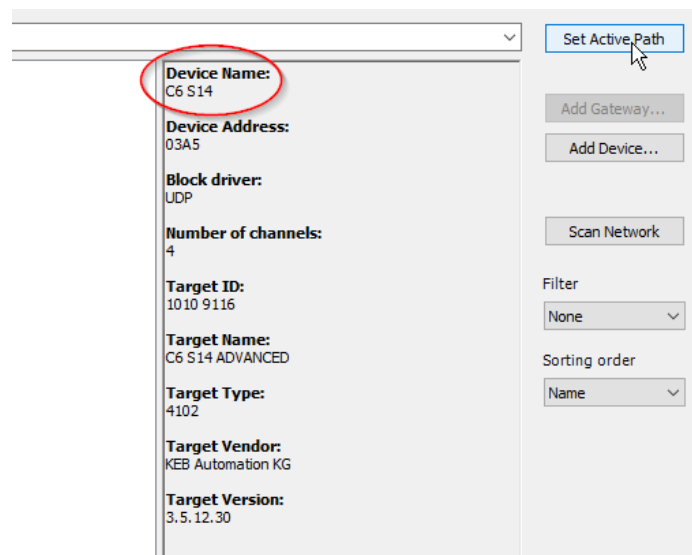 Device Name:
C6 S14
Device Address:
03A5
Block driver:
UDP
Number of channels:
4
Target ID:
1010 9116
Target Name:
C6 S14 ADVANCED
Target Type:
4102
Target Vendor:
KEB Automation KG
Target Version:
3.5.12.30
Set Active Path
Add Gateway...
Add Device...
Scan Network
Filter
None
Sorting order
Name